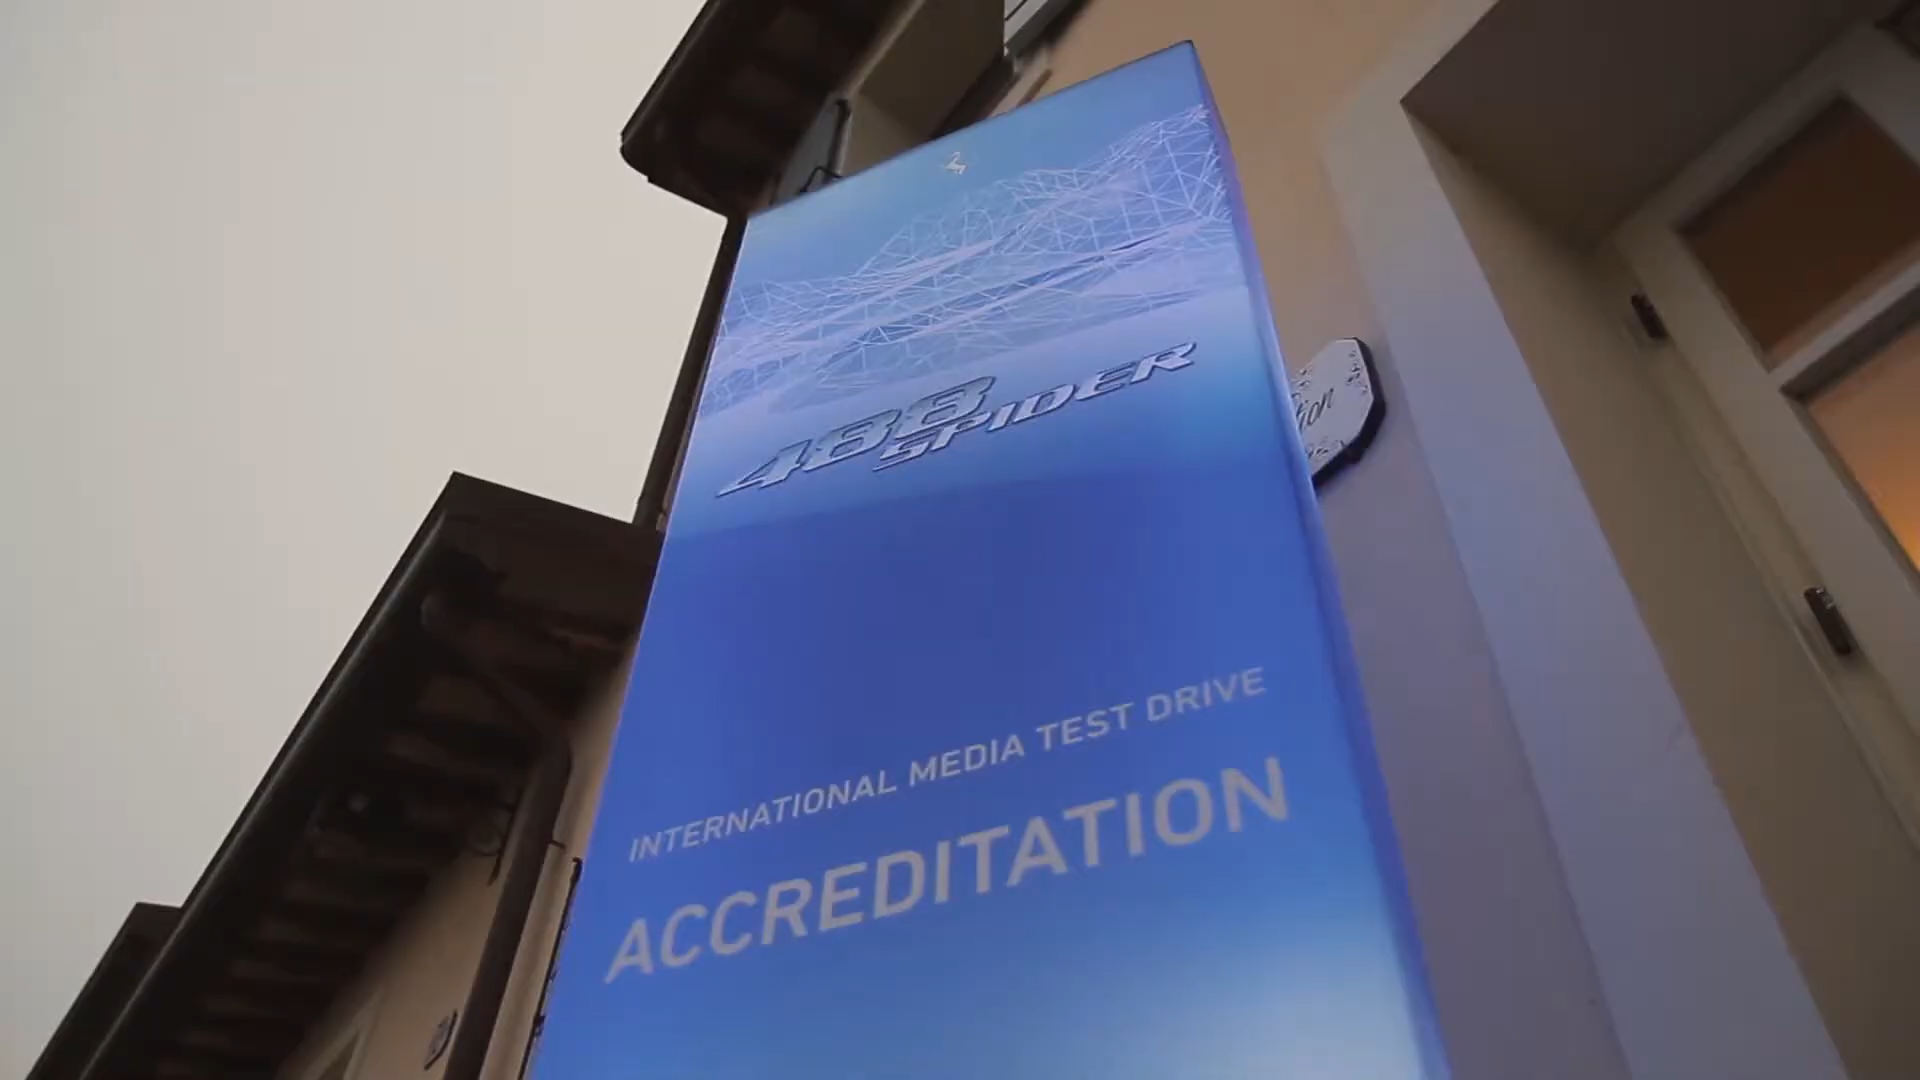 488
SPIDER
INTERNATIONAL MEDIA TEST DRIVE
ACCREDITATION